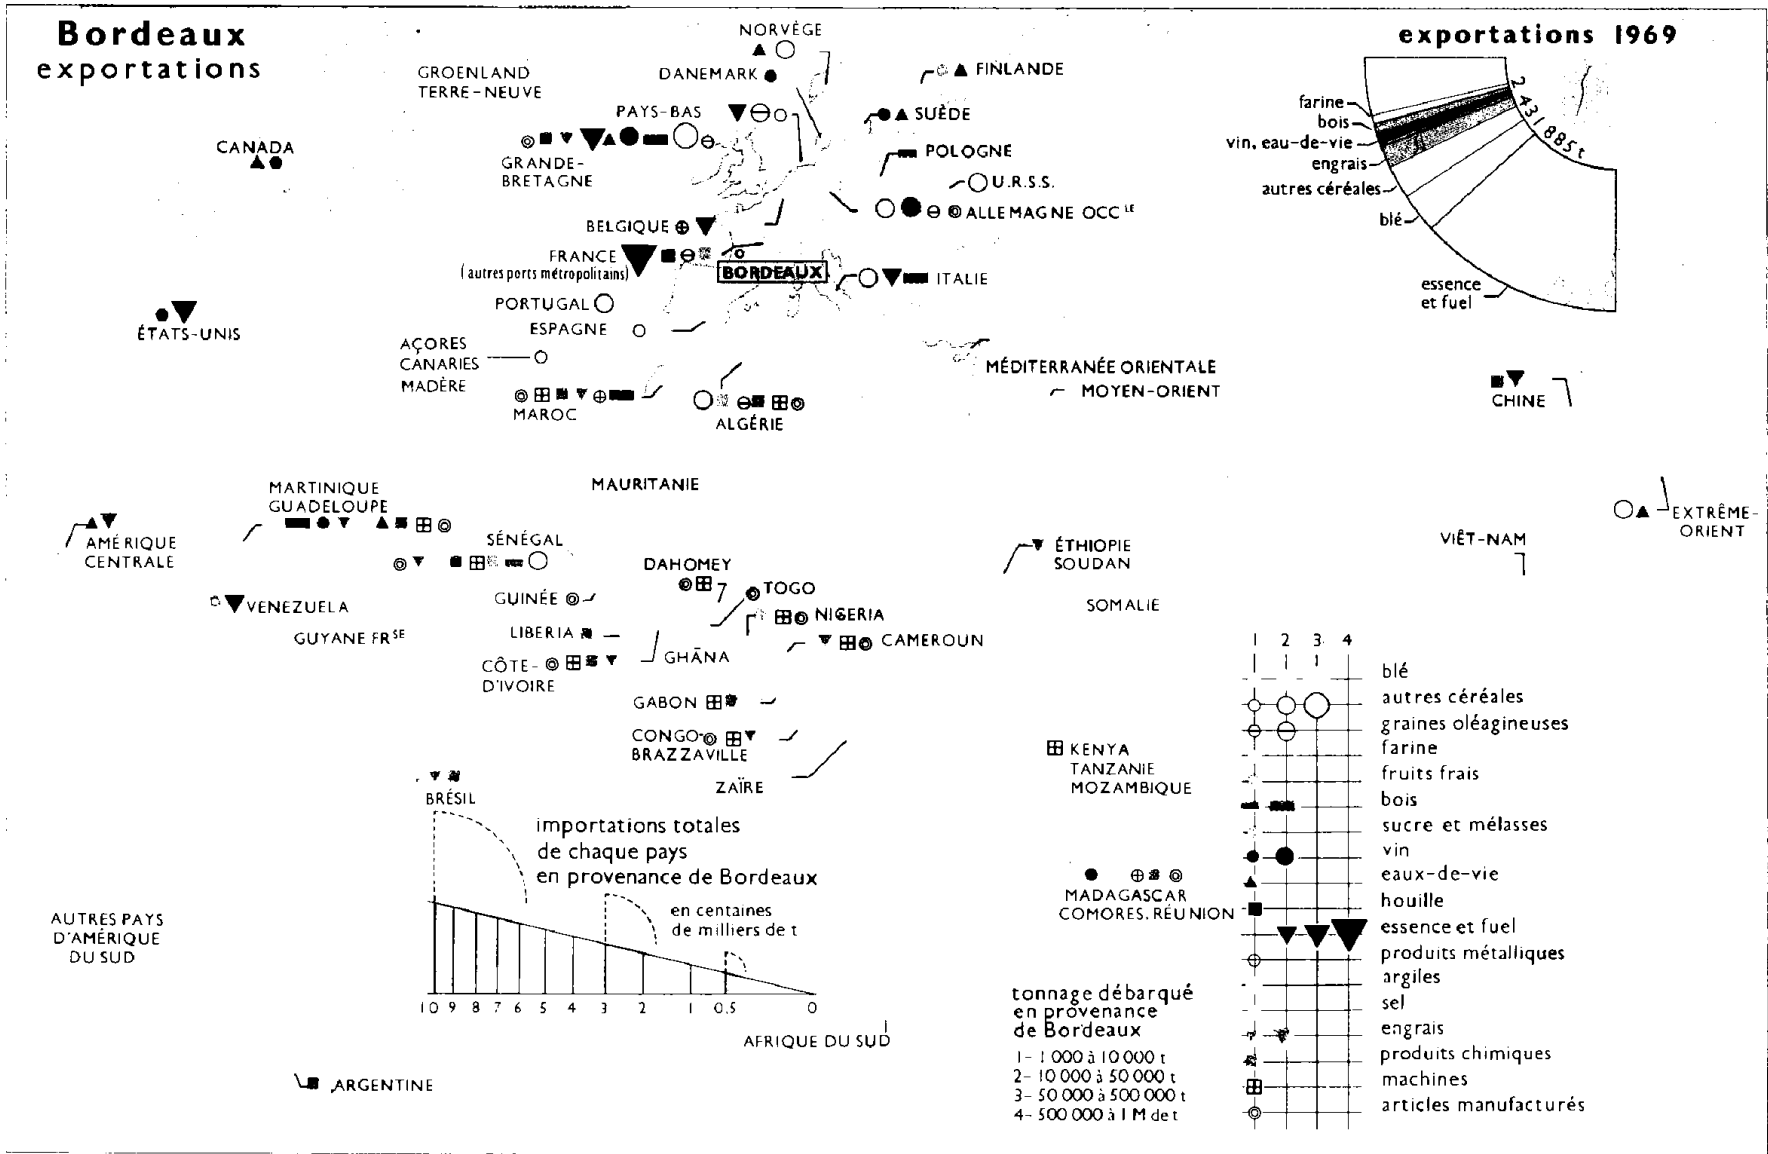 Bordeaux
exportations
exportations 1969
NORVÈGE
GROENLAND
TERRE-NEUVE
DANEMARK
FINLANDE
PAYS-BAS
SUÈDE
CANADA
GRANDE-
BRETAGNE
POLOGNE
U.R.S.S.
ALLEMAGNE OCC LE
BELGIQUE
FRANCE
(autres ports métropolitains)
BORDEAUX
ITALIE
PORTUGAL
ESPAGNE
ÉTATS-UNIS
AÇORES
CANARIES
MADÈRE
MAROC
ALGÉRIE
MÉDITERRANÉE ORIENTALE
MOYEN-ORIENT
CHINE
farine
bois
vin, eau-de-vie
engrais
autres céréales
blé
essence
et fuel
2 431 885 t
MARTINIQUE
GUADELOUPE
MAURITANIE
AMÉRIQUE
CENTRALE
SÉNÉGAL
DAHOMEY
TOGO
ÉTHIOPIE
SOUDAN
VIÊT-NAM
EXTRÊME-
ORIENT
VENEZUELA
GUINÉE
NIGERIA
SOMALIE
GUYANE FR SE
LIBERIA
GHĀNA
CAMEROUN
CÔTE-
D'IVOIRE
GABON
CONGO-
BRAZZAVILLE
ZAÏRE
KENYA
TANZANIE
MOZAMBIQUE
BRÉSIL
MADAGASCAR
COMORES. RÉUNION
AUTRES PAYS
D'AMÉRIQUE
DU SUD
AFRIQUE DU SUD
ARGENTINE
importations totales
de chaque pays
en provenance de Bordeaux
en centaines
de milliers de t
10 9 8 7 6 5 4 3 2 1 0.5 0
tonnage débarqué
en provenance
de Bordeaux
1- 1 000 à 10 000 t
2- 10 000 à 50 000 t
3- 50 000 à 500 000 t
4- 500 000 à 1 M de t
1 2 3 4
blé
autres céréales
graines oléagineuses
farine
fruits frais
bois
sucre et mélasses
vin
eaux-de-vie
houille
essence et fuel
produits métalliques
argiles
sel
engrais
produits chimiques
machines
articles manufacturés